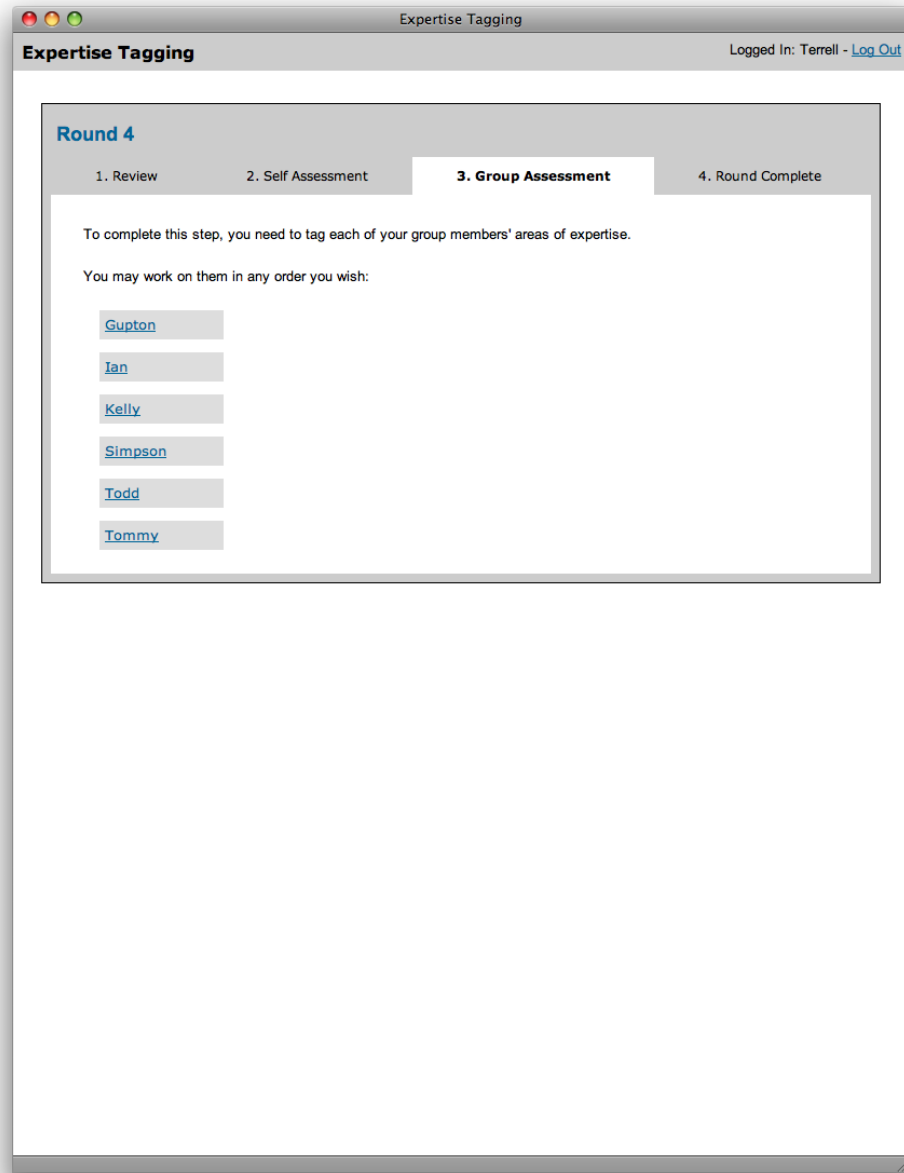 Expertise Tagging
Expertise Tagging
Logged In: Terrell - Log Out
Round 4
1. Review
2. Self Assessment
3. Group Assessment
4. Round Complete
To complete this step, you need to tag each of your group members' areas of expertise.
You may work on them in any order you wish:
Gupton
Ian
Kelly
Simpson
Todd
Tommy